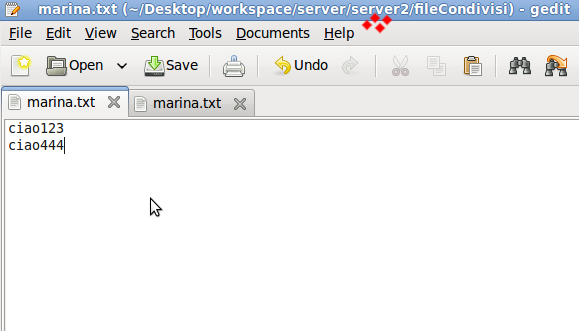 marina.txt (~/Desktop/workspace/server/server2/fileCondivisi) - gedit
File Edit View Search Tools Documents Help
Open Save Undo
marina.txt marina.txt
ciao123
ciao444